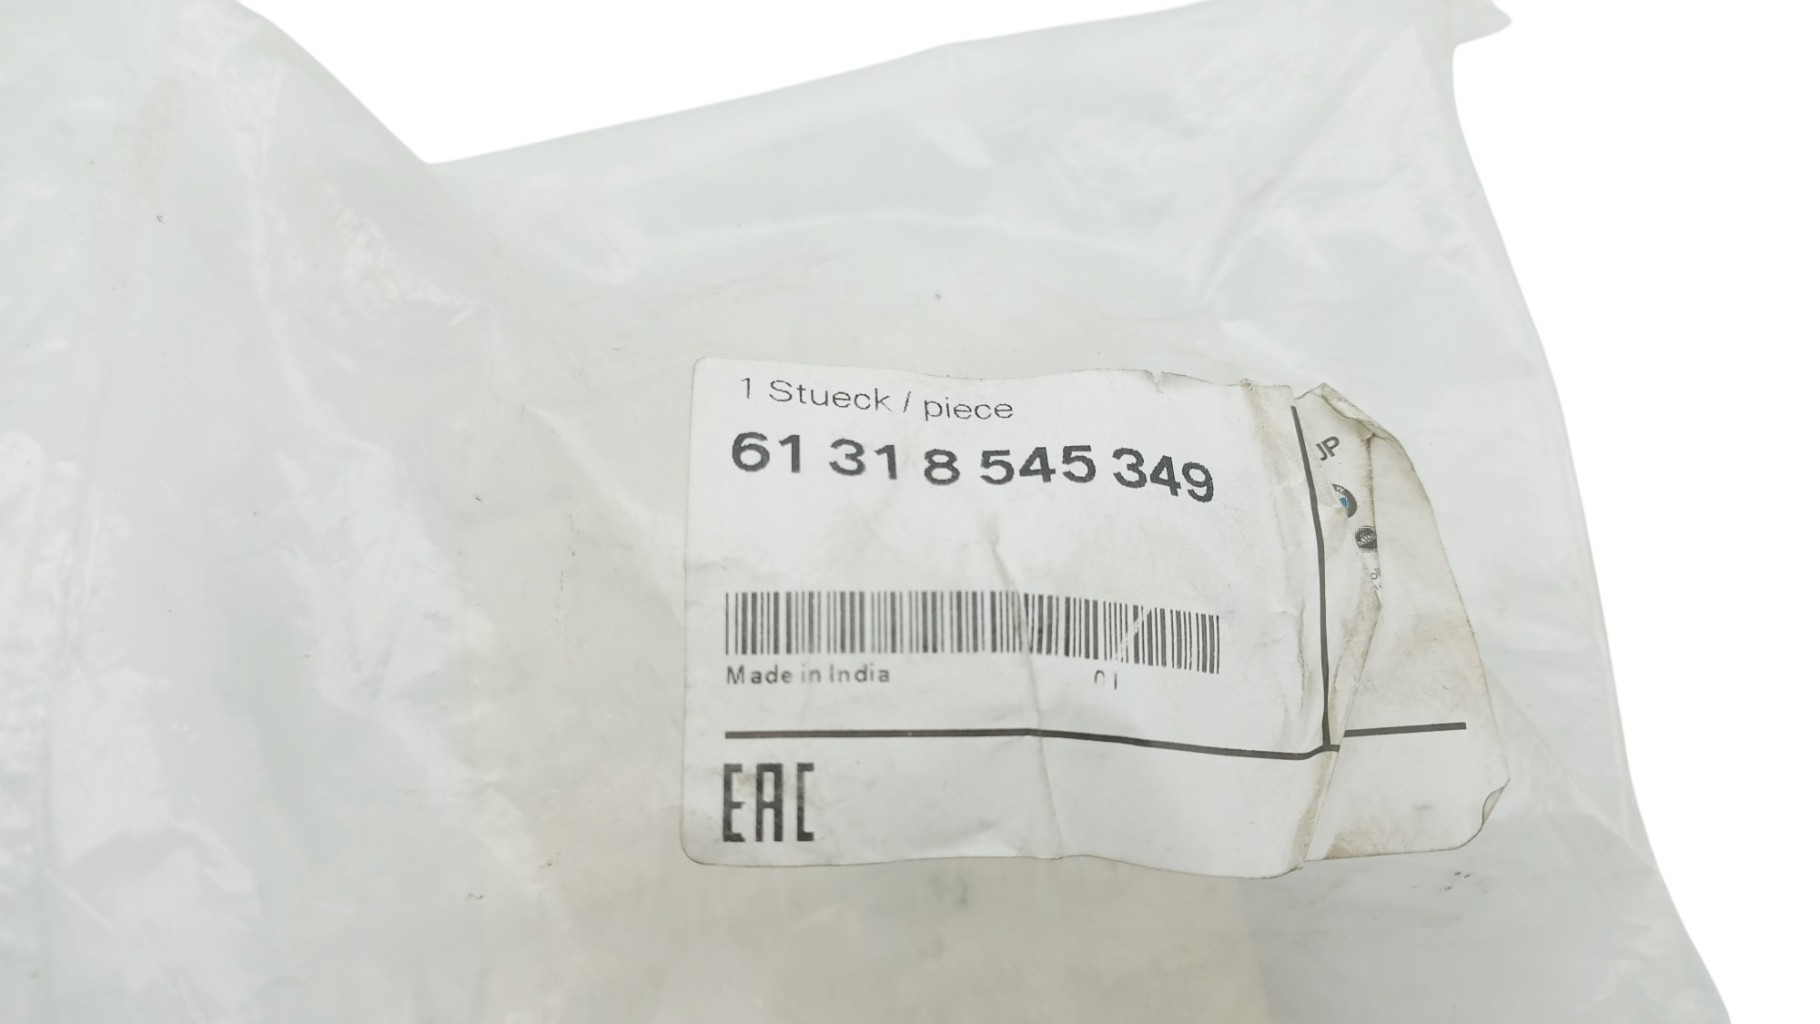 1 Stueck / piece
61 31 8 545 349
JP
Made in India
EAC